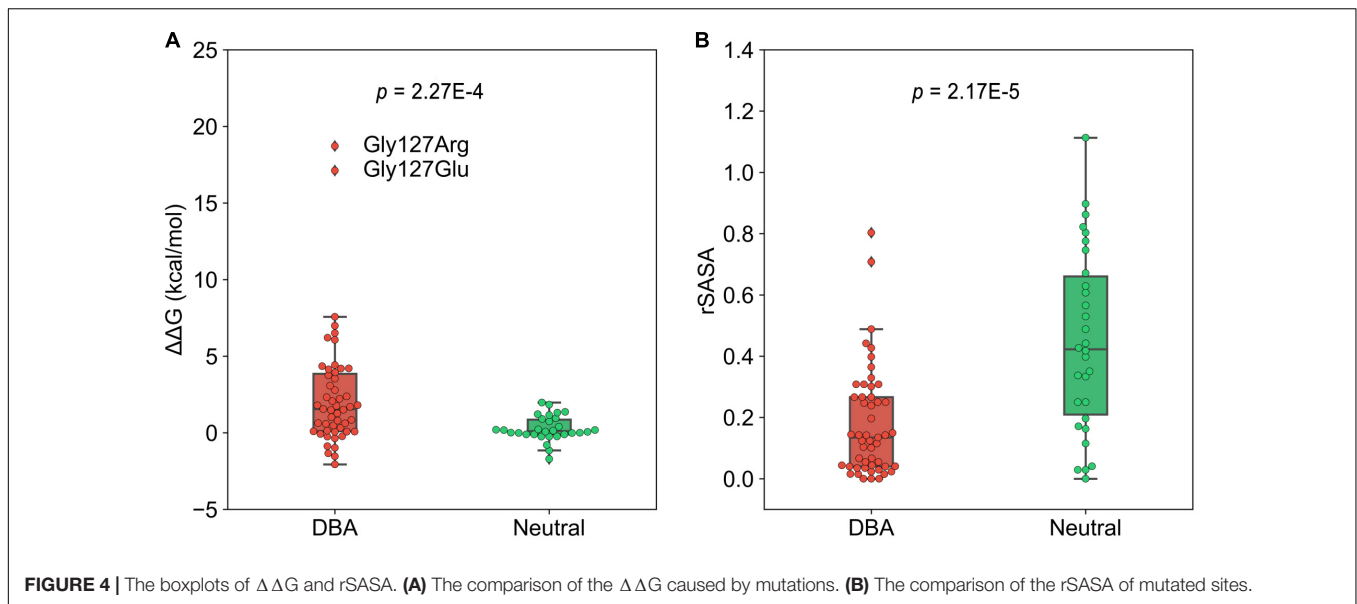 A
25
20
15
10
5
0
−5
ΔΔG (kcal/mol)
p = 2.27E-4
Gly127Arg
Gly127Glu
DBA Neutral
B
1.4
1.2
1.0
0.8
0.6
0.4
0.2
0.0
rSASA
p = 2.17E-5
DBA Neutral
FIGURE 4 | The boxplots of ΔΔG and rSASA. (A) The comparison of the ΔΔG caused by mutations. (B) The comparison of the rSASA of mutated sites.